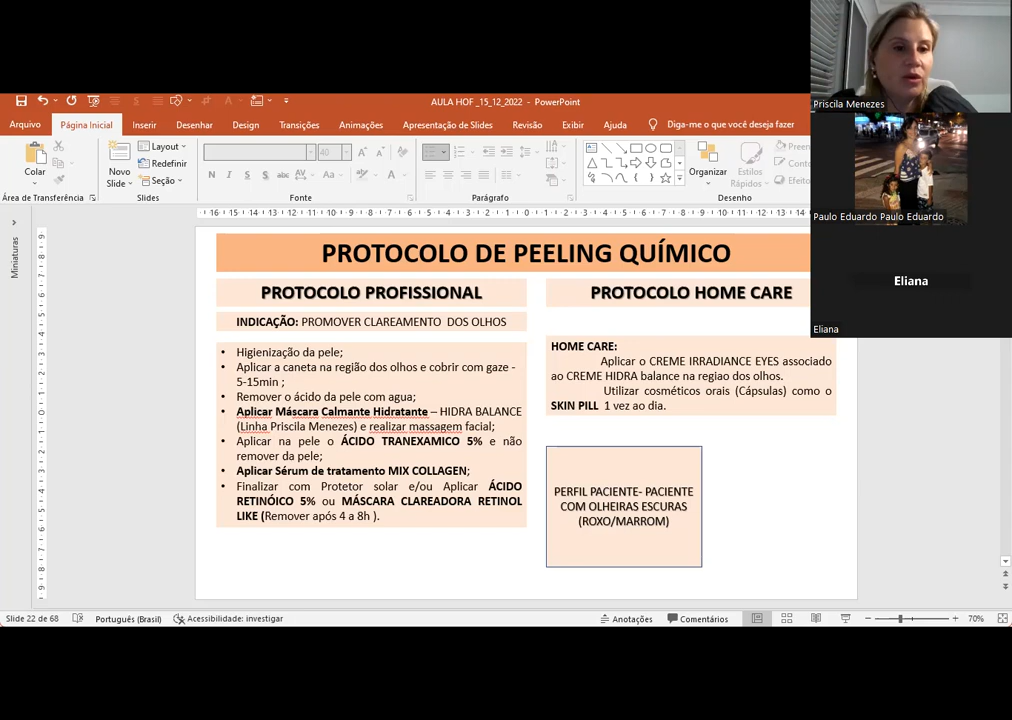 AULA HOF _15_12_2022 - PowerPoint
Arquivo
Página Inicial
Inserir
Desenhar
Design
Transições
Animações
Apresentação de Slides
Revisão
Exibir
Ajuda
Diga-me o que você deseja fazer
Colar
Novo
Slide
Layout
Redefinir
Seção
40
N
I
S
S
abc
AV
Aa
A
Organizar
Estilos
Rápidos
Preen
Conto
Efeito
Área de Transferência
Slides
Fonte
Parágrafo
Desenho
Miniaturas
PROTOCOLO DE PEELING QUÍMICO
PROTOCOLO PROFISSIONAL
INDICAÇÃO: PROMOVER CLAREAMENTO DOS OLHOS
• Higienização da pele;
• Aplicar a caneta na região dos olhos e cobrir com gaze -
5-15min ;
• Remover o ácido da pele com agua;
• Aplicar Máscara Calmante Hidratante – HIDRA BALANCE
(Linha Priscila Menezes) e realizar massagem facial;
• Aplicar na pele o ÁCIDO TRANEXAMICO 5% e não
remover da pele;
• Aplicar Sérum de tratamento MIX COLLAGEN;
• Finalizar com Protetor solar e/ou Aplicar ÁCIDO
RETINÓICO 5% ou MÁSCARA CLAREADORA RETINOL
LIKE (Remover após 4 a 8h ).
PROTOCOLO HOME CARE
HOME CARE:
Aplicar o CREME IRRADIANCE EYES associado
ao CREME HIDRA balance na regiao dos olhos.
Utilizar cosméticos orais (Cápsulas) como o
SKIN PILL 1 vez ao dia.
PERFIL PACIENTE- PACIENTE
COM OLHEIRAS ESCURAS
(ROXO/MARROM)
Priscila Menezes
Paulo Eduardo Paulo Eduardo
Eliana
Eliana
Slide 22 de 68
Português (Brasil)
Acessibilidade: investigar
Anotações
Comentários
70%